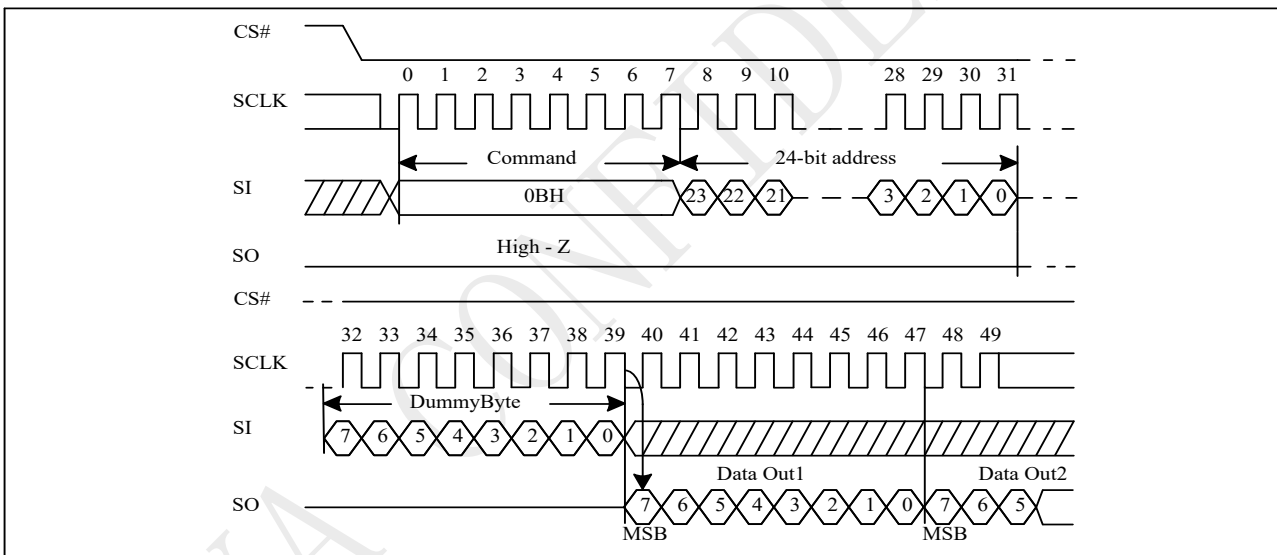 CS#
0 1 2 3 4 5 6 7 8 9 10 28 29 30 31
SCLK
Command 24-bit address
SI 0BH 23 22 21 3 2 1 0
High - Z
SO
CS#
32 33 34 35 36 37 38 39 40 41 42 43 44 45 46 47 48 49
SCLK
DummyByte
SI 7 6 5 4 3 2 1 0
Data Out1 Data Out2
SO 7 6 5 4 3 2 1 0 7 6 5
MSB MSB